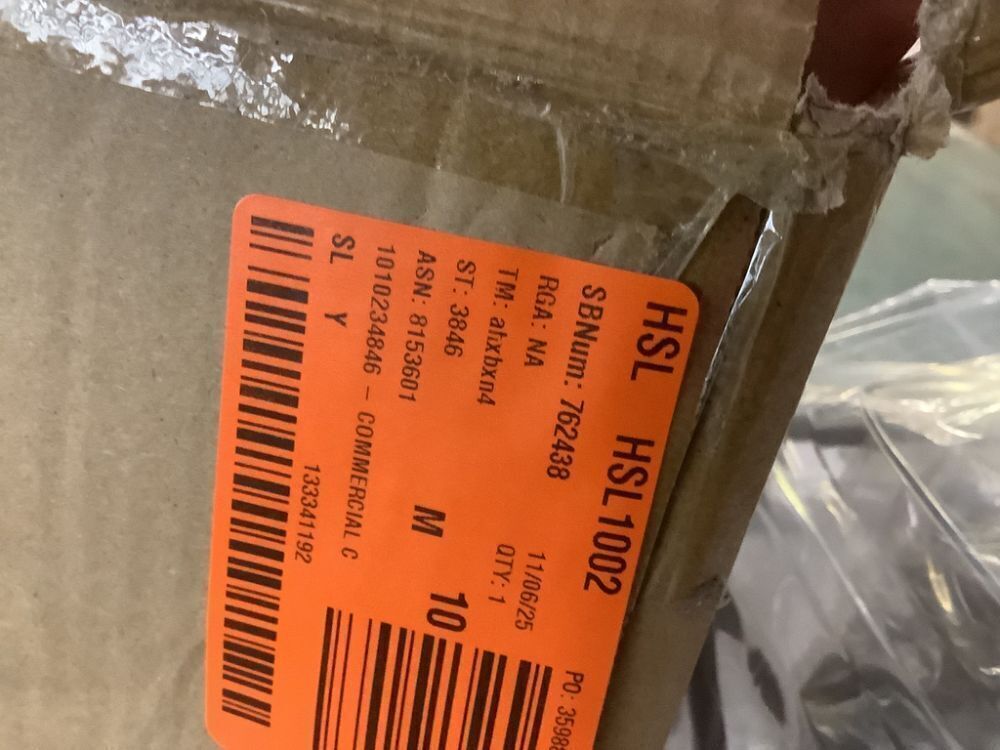 HSL HSL1002
SBNum: 762438
RGA: NA 11/06/25 PO: 3598
TM: ahxbxn4 QTY: 1
ST: 3846
ASN: 8153601 M 10
1010234846 - COMMERCIAL C
SL Y
133341192